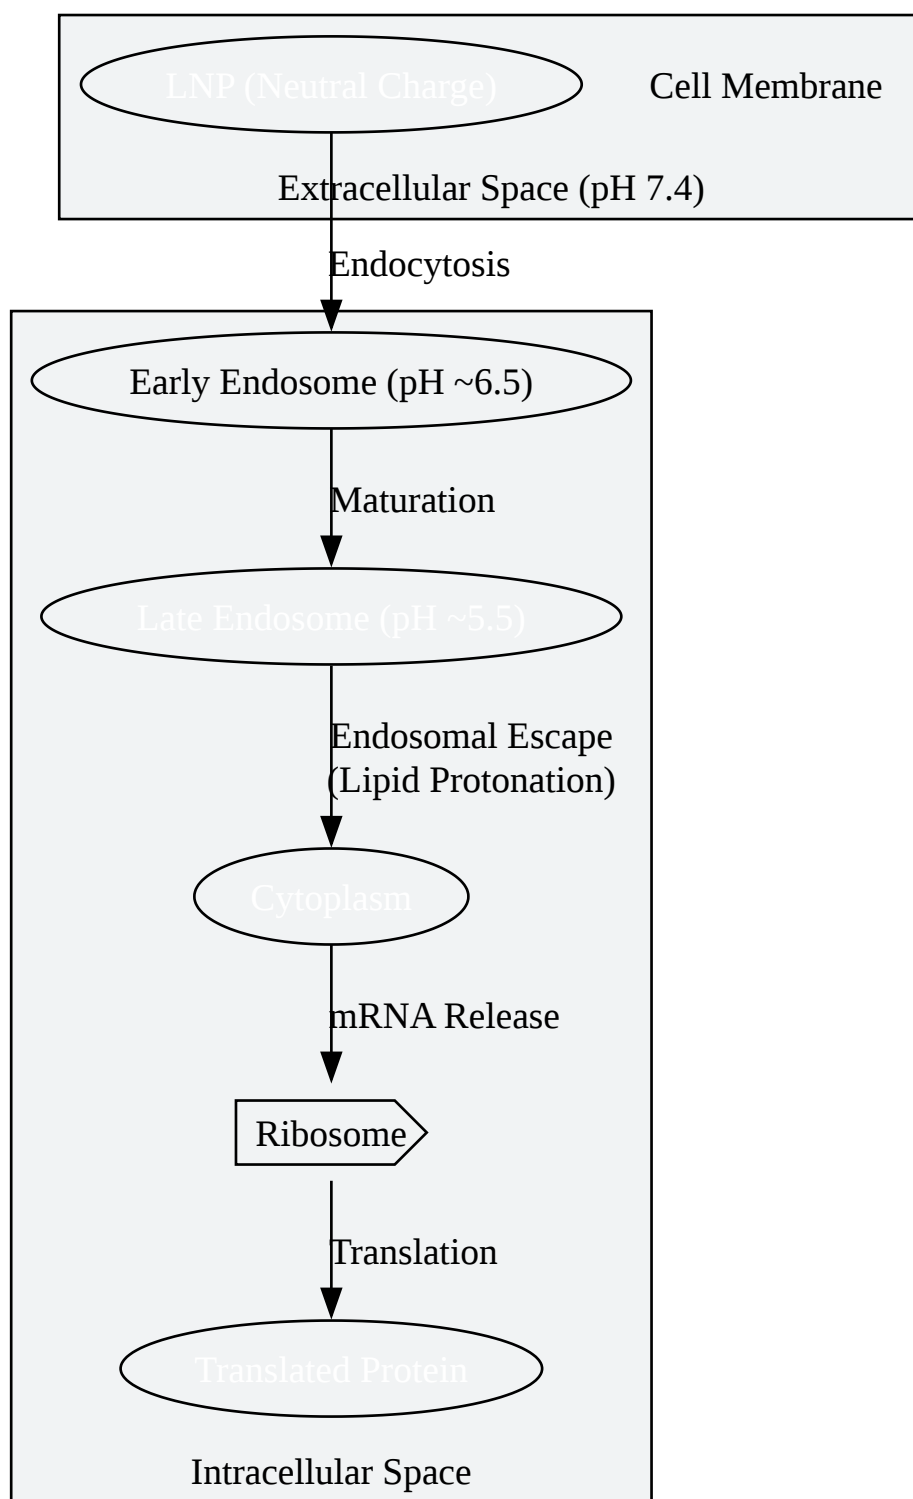 LNP (Neutral Charge)
Cell Membrane
Extracellular Space (pH 7.4)
Endocytosis
Early Endosome (pH ~6.5)
Maturation
Late Endosome (pH ~5.5)
Endosomal Escape
(Lipid Protonation)
Cytoplasm
mRNA Release
Ribosome
Translation
Translated Protein
Intracellular Space